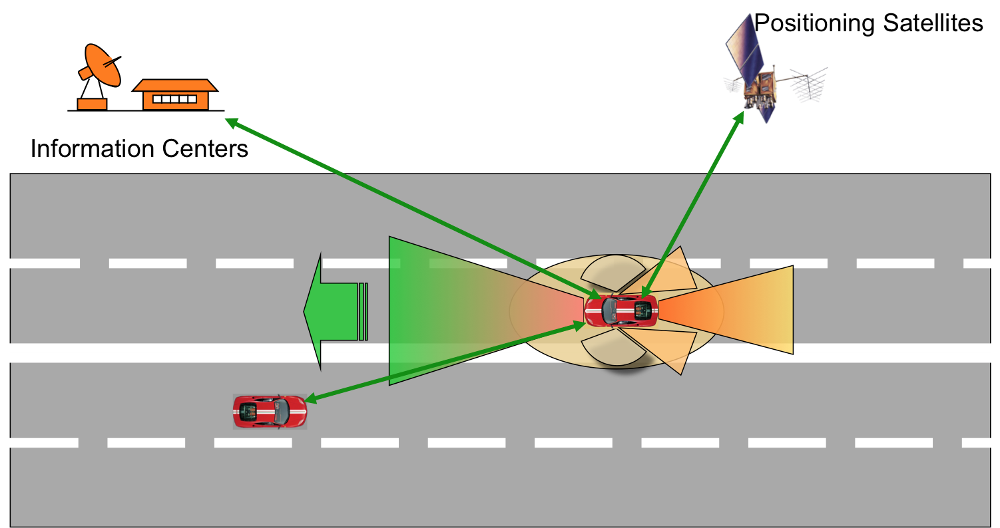 Positioning Satellites
Information Centers